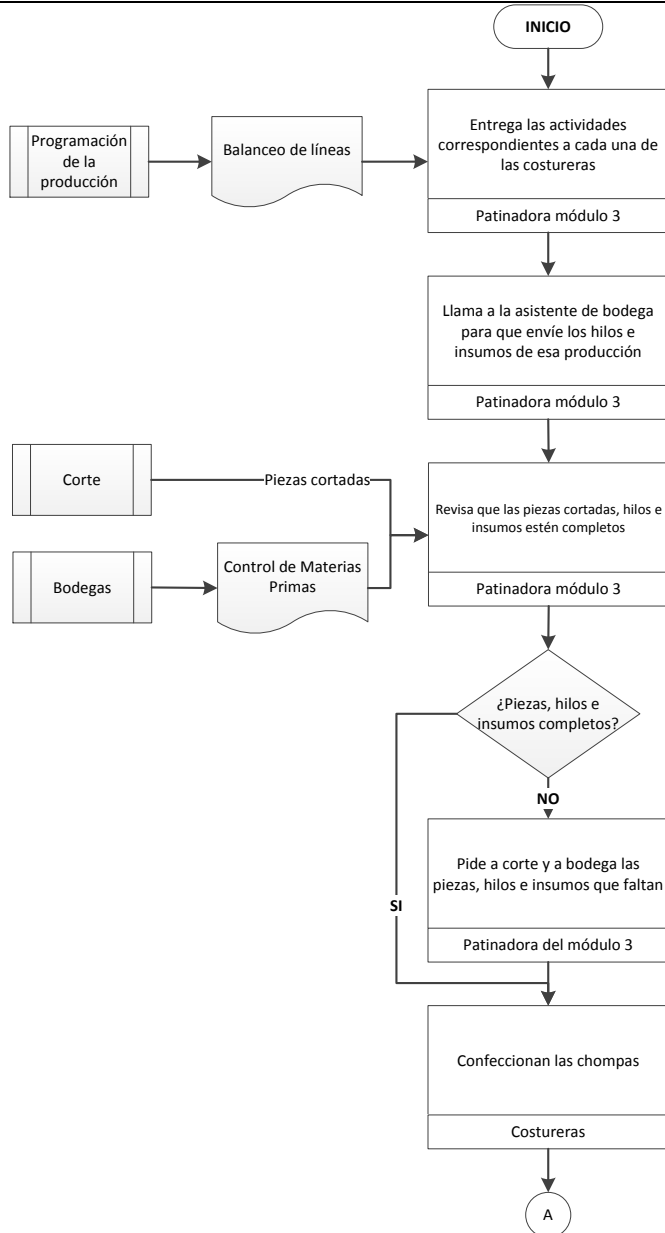 INICIO
Programación
de la
producción
Balanceo de líneas
Entrega las actividades
correspondientes a cada una de
las costureras
Patinadora módulo 3
Llama a la asistente de bodega
para que envíe los hilos e
insumos de esa producción
Patinadora módulo 3
Corte
Piezas cortadas
Bodegas
Control de Materias
Primas
Revisa que las piezas cortadas, hilos e
insumos estén completos
Patinadora módulo 3
¿Piezas, hilos e
insumos completos?
NO
SI
Pide a corte y a bodega las
piezas, hilos e insumos que faltan
Patinadora del módulo 3
Confeccionan las chompas
Costureras
A